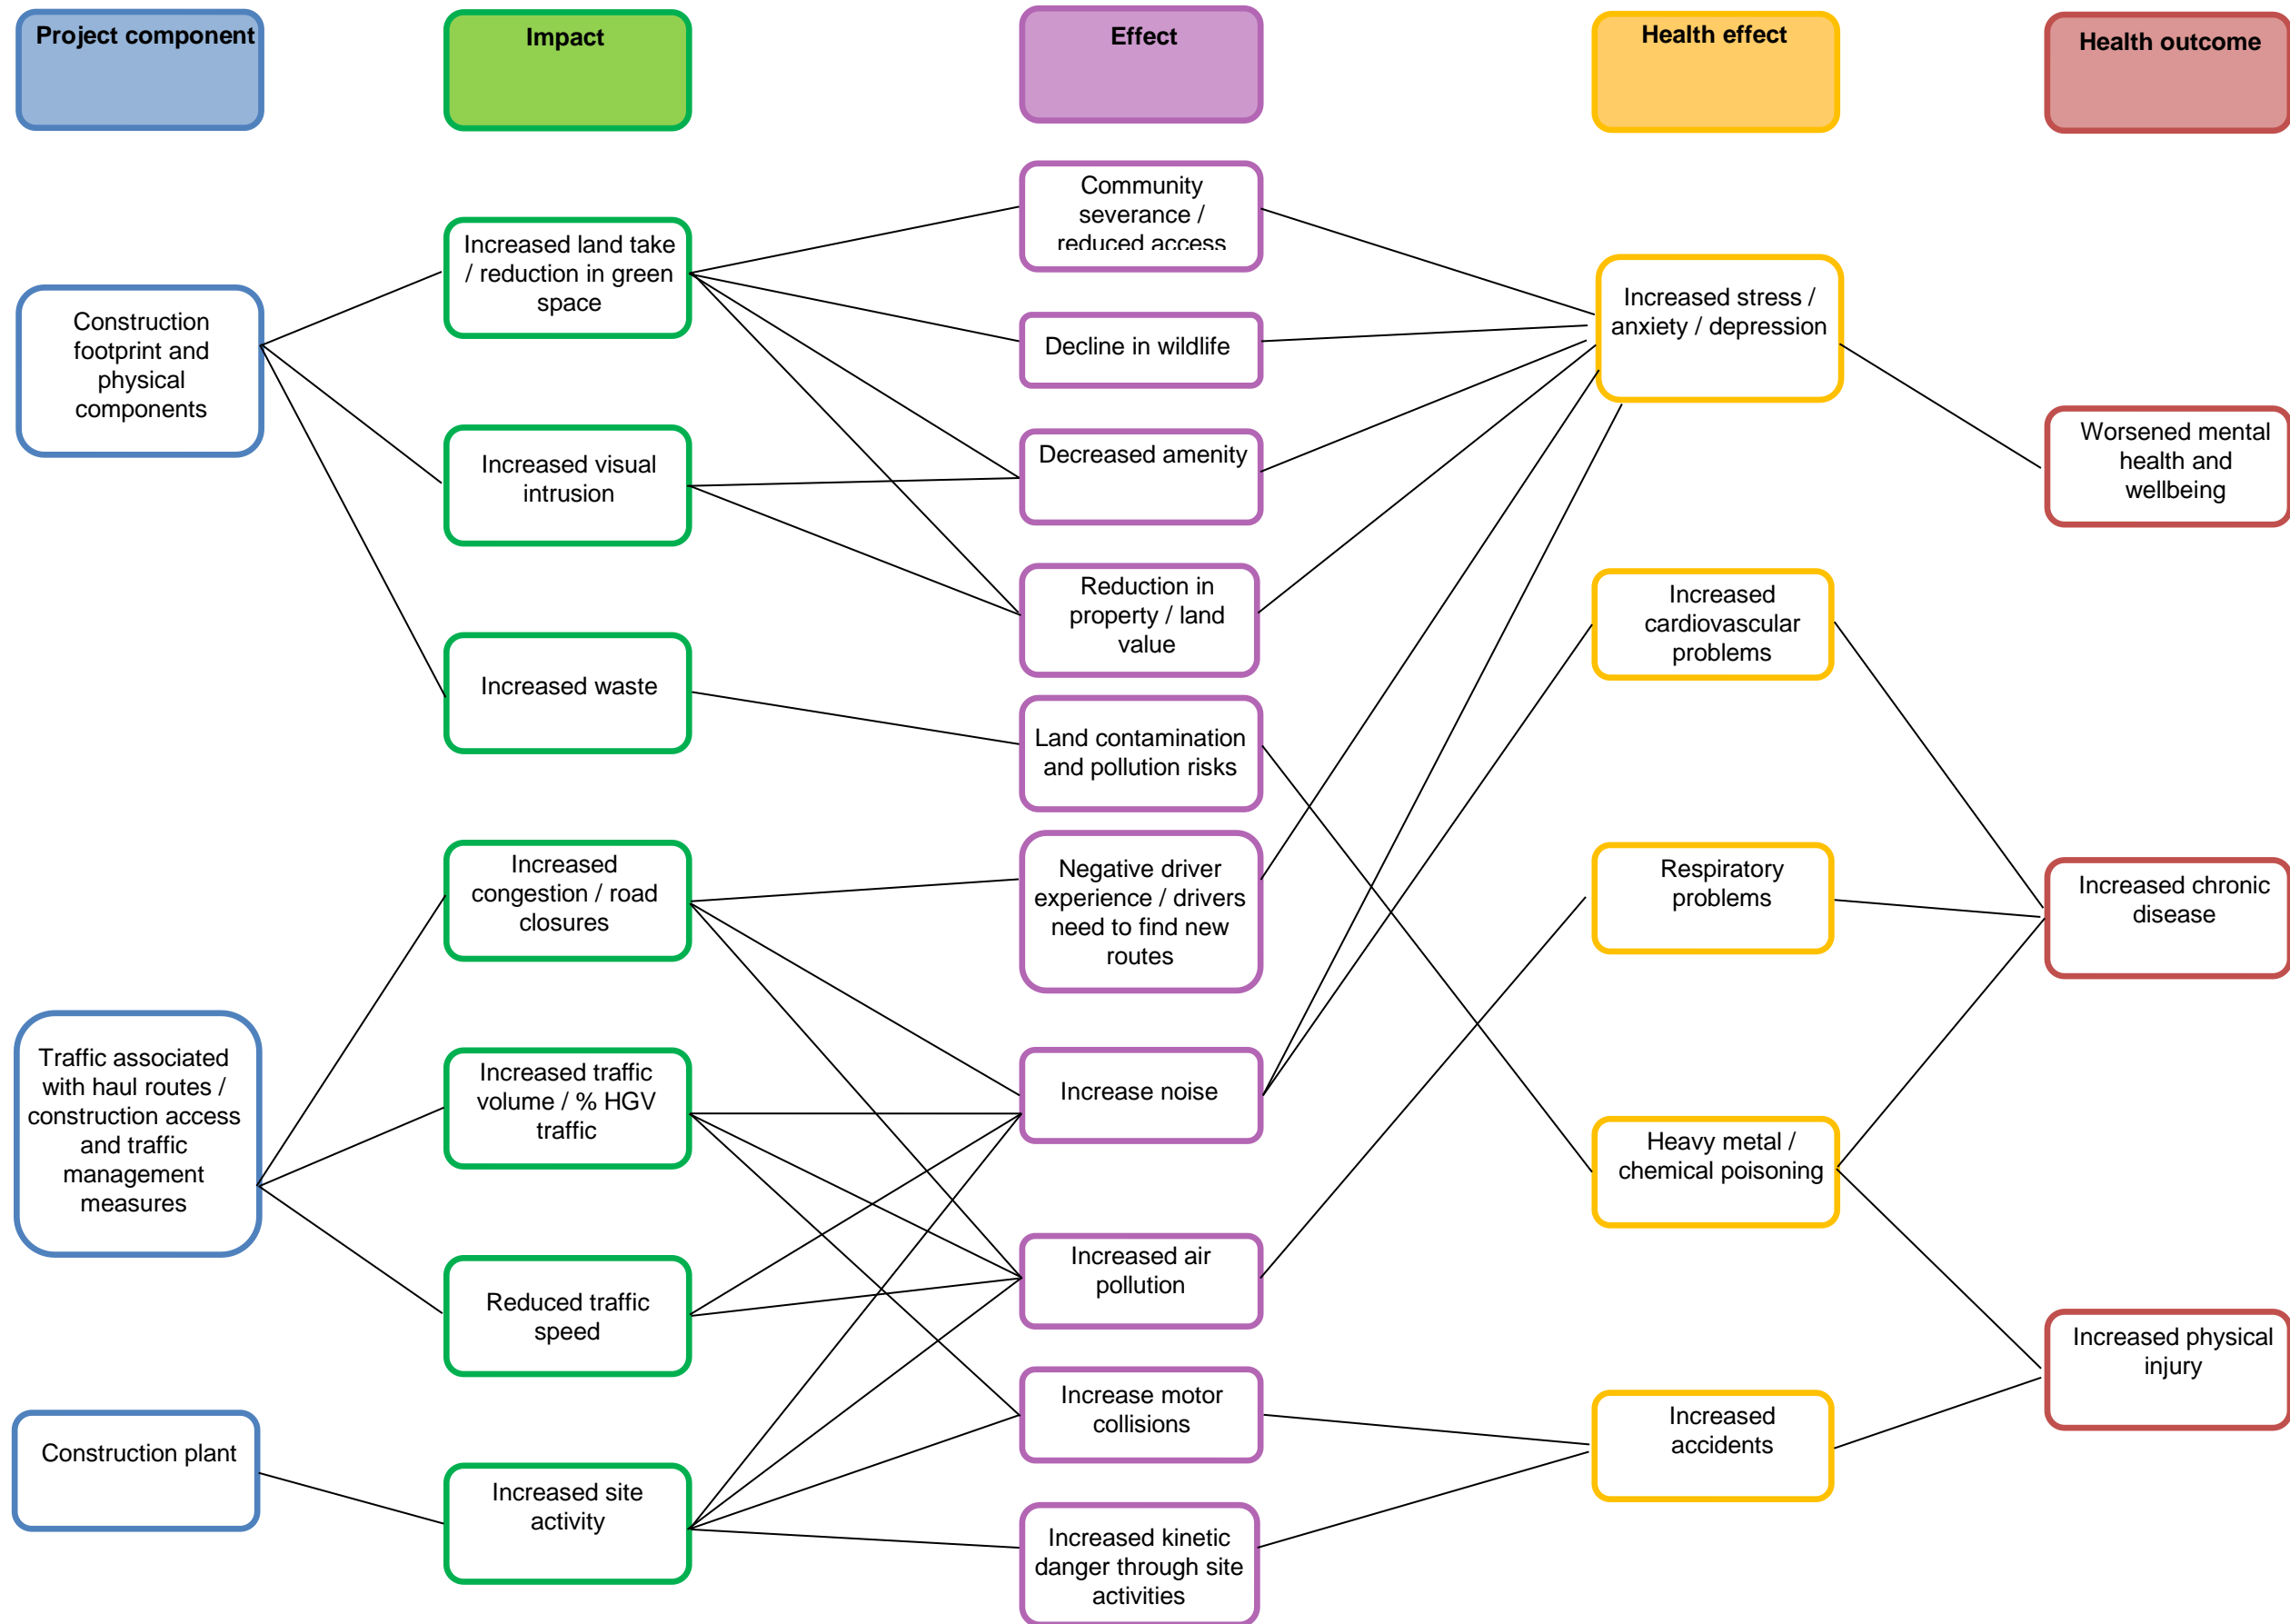 Project component
Impact
Effect
Health effect
Health outcome
Construction
footprint and
physical
components
Traffic associated
with haul routes /
construction access
and traffic
management
measures
Construction plant
Increased land take
/ reduction in green
space
Increased visual
intrusion
Increased waste
Increased
congestion / road
closures
Increased traffic
volume / % HGV
traffic
Reduced traffic
speed
Increased site
activity
Community
severance /
reduced access
Decline in wildlife
Decreased amenity
Reduction in
property / land
value
Land contamination
and pollution risks
Negative driver
experience / drivers
need to find new
routes
Increase noise
Increased air
pollution
Increase motor
collisions
Increased kinetic
danger through site
activities
Increased stress /
anxiety / depression
Increased
cardiovascular
problems
Respiratory
problems
Heavy metal /
chemical poisoning
Increased
accidents
Worsened mental
health and
wellbeing
Increased chronic
disease
Increased physical
injury